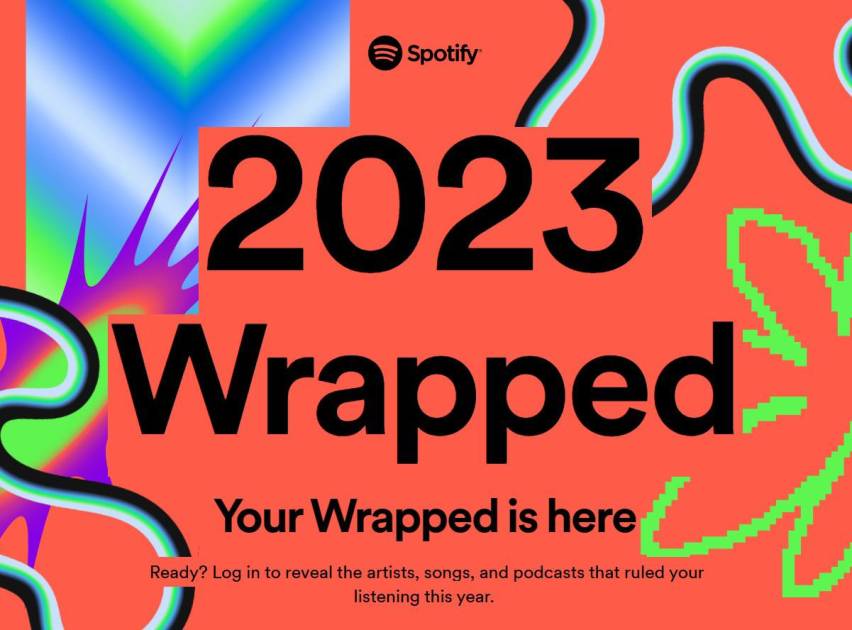 Spotify
2023
Wrapped
Your Wrapped is here
Ready? Log in to reveal the artists, songs, and podcasts that ruled your
listening this year.